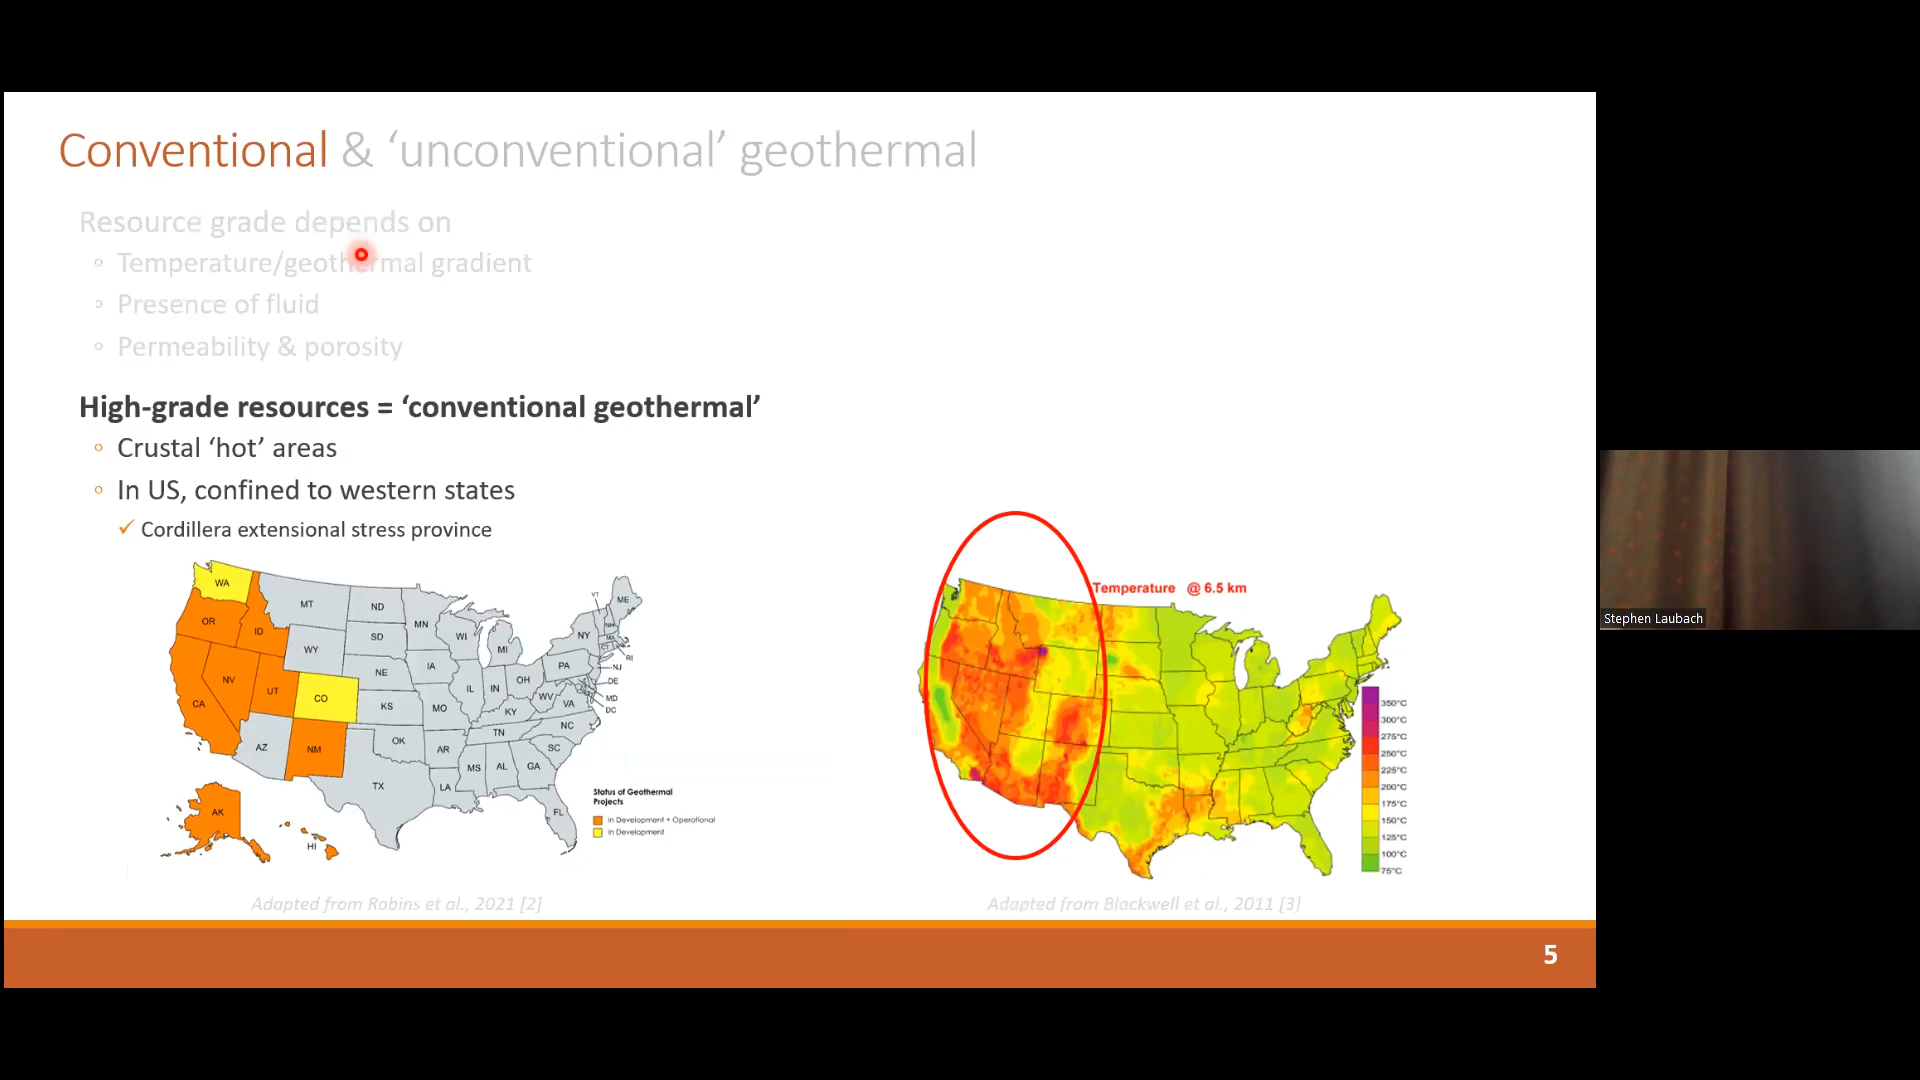 Conventional & ‘unconventional’ geothermal
Resource grade depends on
Temperature/geothermal gradient
Presence of fluid
Permeability & porosity
High-grade resources = ‘conventional geothermal’
Crustal ‘hot’ areas
In US, confined to western states
✓ Cordillera extensional stress province
WA
OR
ID
MT
ND
MN
SD
WY
NV
UT
CA
CO
AZ
NM
NE
KS
OK
TX
IA
MO
AR
LA
WI
IL
IN
MI
OH
KY
TN
MS
AL
GA
FL
SC
NC
VA
WV
PA
NY
VT
NH
ME
MA
CT
RI
NJ
DE
MD
DC
AK
HI
Status of Geothermal
Projects
In Development + Operational
In Development
Adapted from Robins et al., 2021 [2]
Temperature @ 6.5 km
350°C
300°C
275°C
250°C
225°C
200°C
175°C
150°C
125°C
100°C
75°C
Adapted from Blackwell et al., 2011 [3]
5
Stephen Laubach